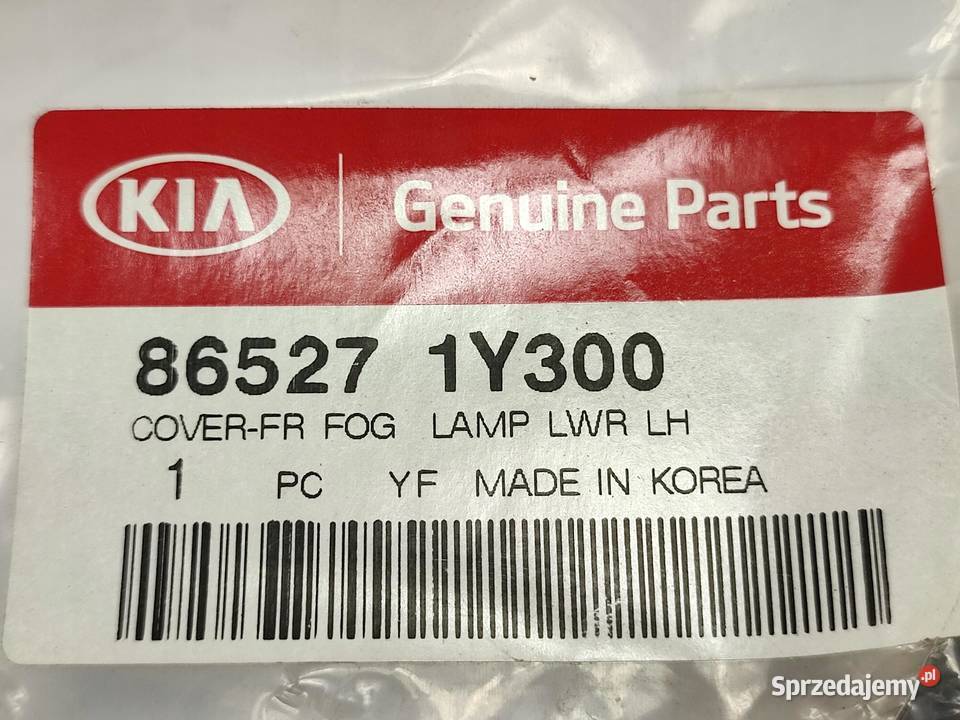 KIA Genuine Parts
86527 1Y300
COVER-FR FOG LAMP LWR LH
1 PC YF MADE IN KOREA
Sprzedajemy.pl